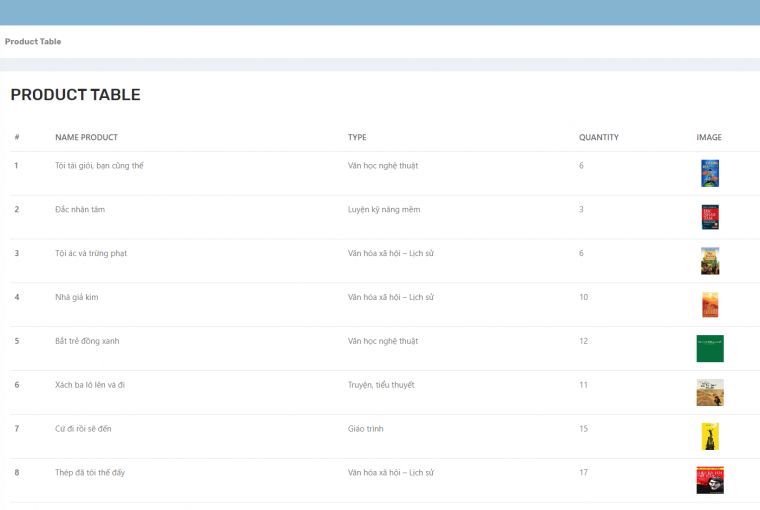 Product Table
PRODUCT TABLE
# NAME PRODUCT TYPE QUANTITY IMAGE
1 Tôi tài giỏi, bạn cũng thế Văn học nghệ thuật 6
2 Đắc nhân tâm Luyện kỹ năng mềm 3
3 Tội ác và trừng phạt Văn hóa xã hội – Lịch sử 6
4 Nhà giả kim Văn hóa xã hội – Lịch sử 10
5 Bắt trẻ đồng xanh Văn học nghệ thuật 12
6 Xách ba lô lên và đi Truyện, tiểu thuyết 11
7 Cứ đi rồi sẽ đến Giáo trình 15
8 Thép đã tôi thế đấy Văn hóa xã hội – Lịch sử 17